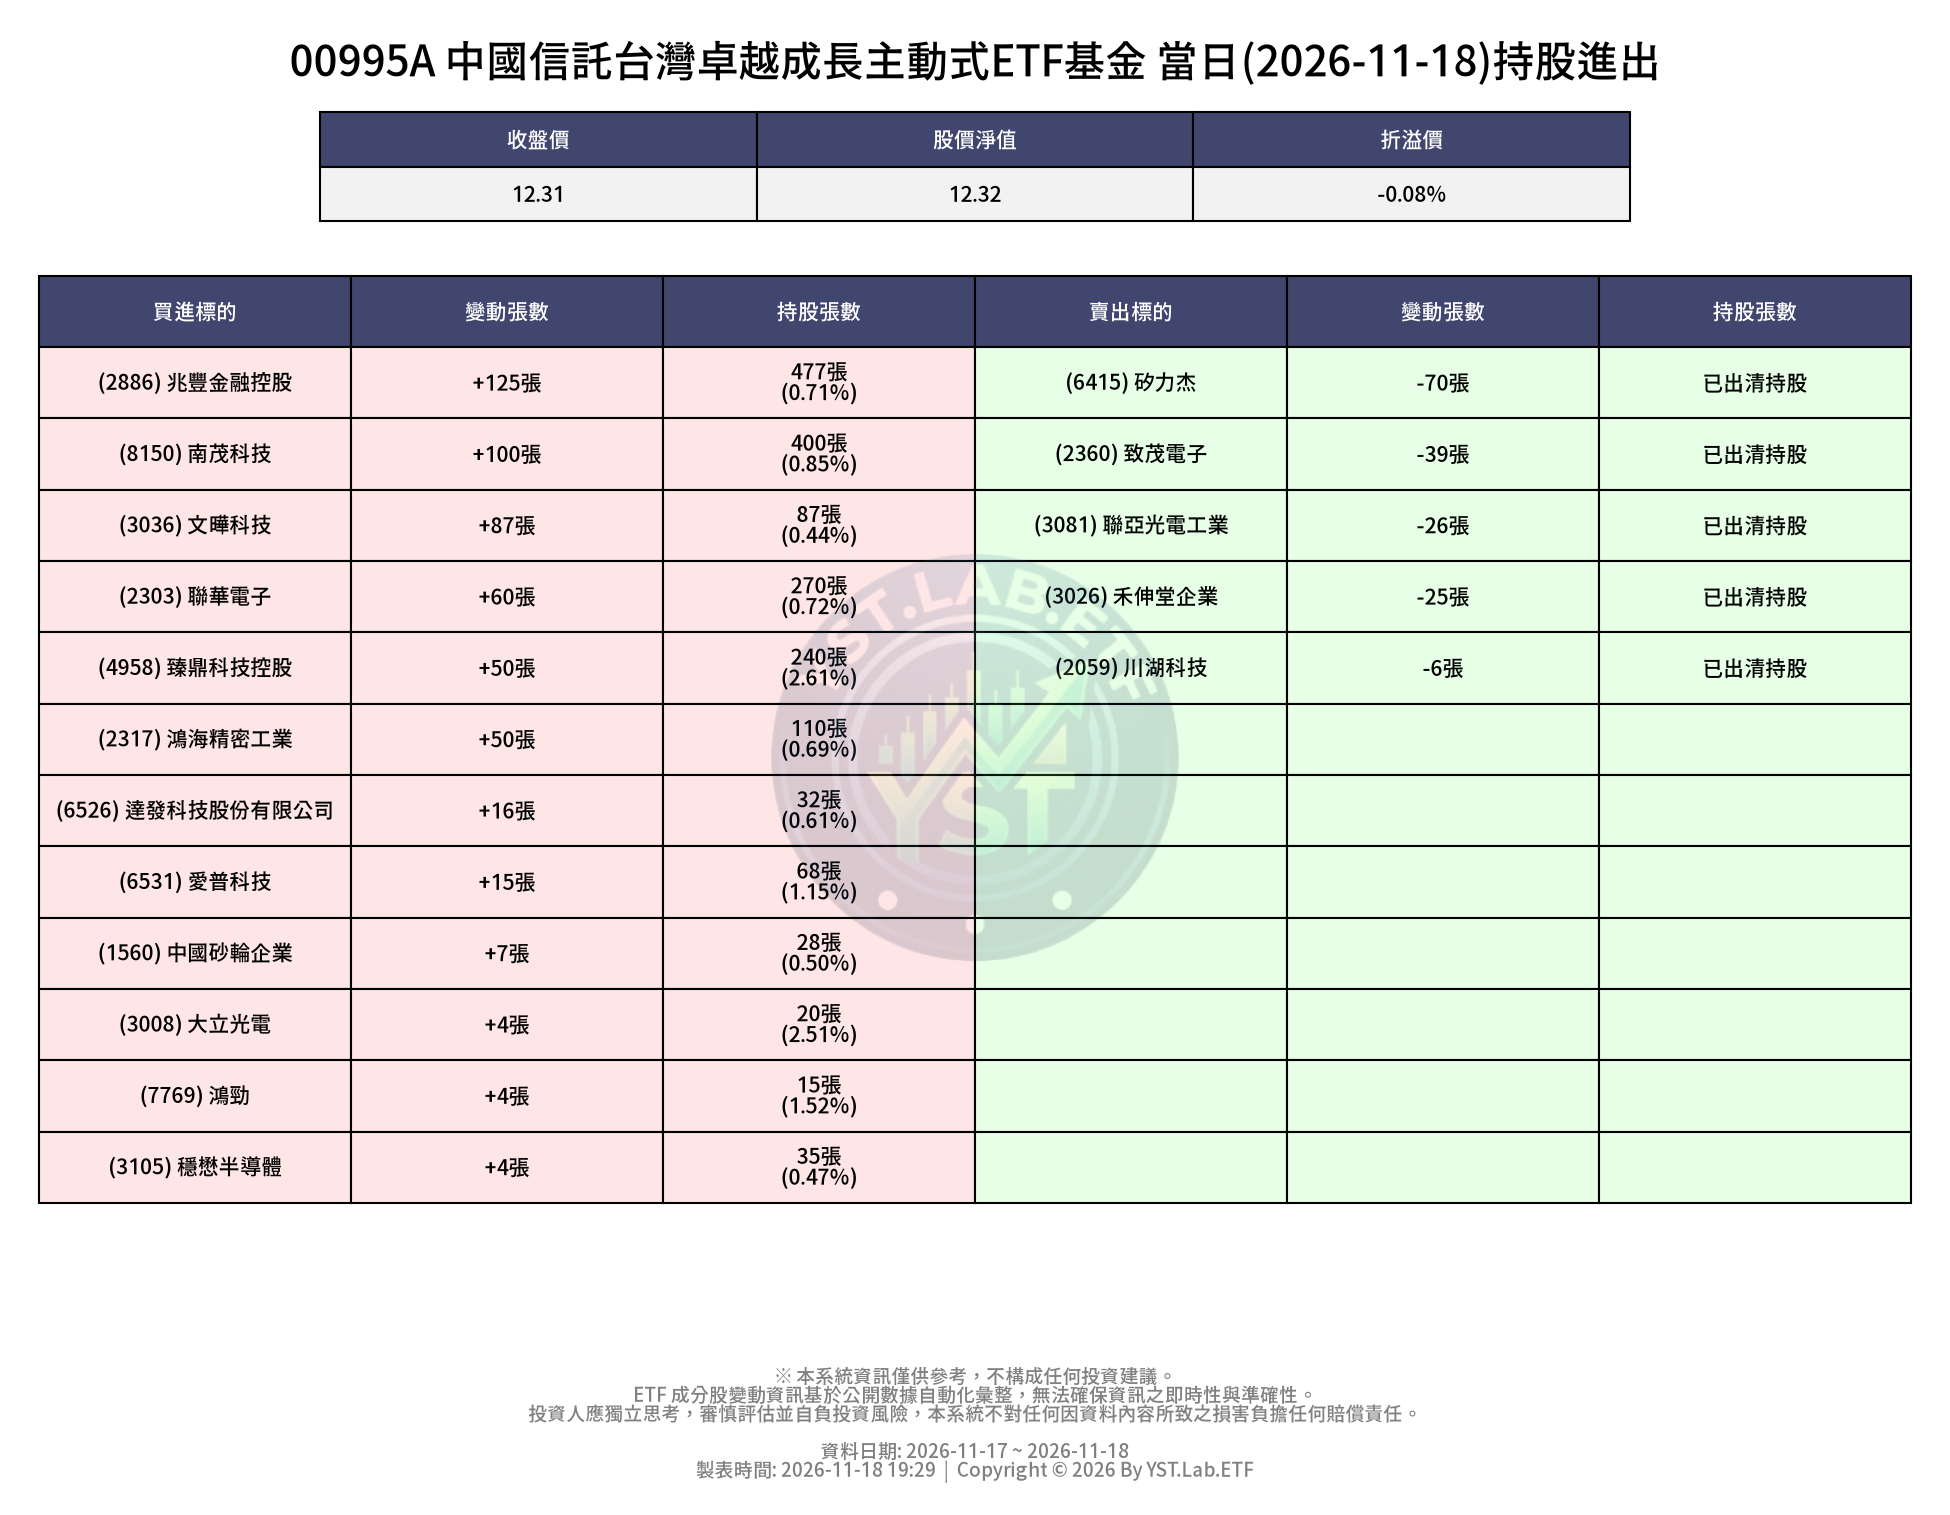 00995A 中國信託台灣卓越成長主動式ETF基金 當日(2026-11-18)持股進出
收盤價 股價淨值 折溢價
12.31 12.32 -0.08%
買進標的 變動張數 持股張數 賣出標的 變動張數 持股張數
(2886) 兆豐金融控股 +125張 477張 (0.71%) (6415) 矽力杰 -70張 已出清持股
(8150) 南茂科技 +100張 400張 (0.85%) (2360) 致茂電子 -39張 已出清持股
(3036) 文曄科技 +87張 87張 (0.44%) (3081) 聯亞光電工業 -26張 已出清持股
(2303) 聯華電子 +60張 270張 (0.72%) (3026) 禾伸堂企業 -25張 已出清持股
(4958) 臻鼎科技控股 +50張 240張 (2.61%) (2059) 川湖科技 -6張 已出清持股
(2317) 鴻海精密工業 +50張 110張 (0.69%)
(6526) 達發科技股份有限公司 +16張 32張 (0.61%)
(6531) 愛普科技 +15張 68張 (1.15%)
(1560) 中國砂輪企業 +7張 28張 (0.50%)
(3008) 大立光電 +4張 20張 (2.51%)
(7769) 鴻勁 +4張 15張 (1.52%)
(3105) 穩懋半導體 +4張 35張 (0.47%)
YST.LAB.ETF
YST
※ 本系統資訊僅供參考，不構成任何投資建議。
ETF 成分股變動資訊基於公開數據自動化彙整，無法確保資訊之即時性與準確性。
投資人應獨立思考，審慎評估並自負投資風險，本系統不對任何因資料內容所致之損害負擔任何賠償責任。
資料日期: 2026-11-17 ~ 2026-11-18
製表時間: 2026-11-18 19:29 | Copyright © 2026 By YST.Lab.ETF